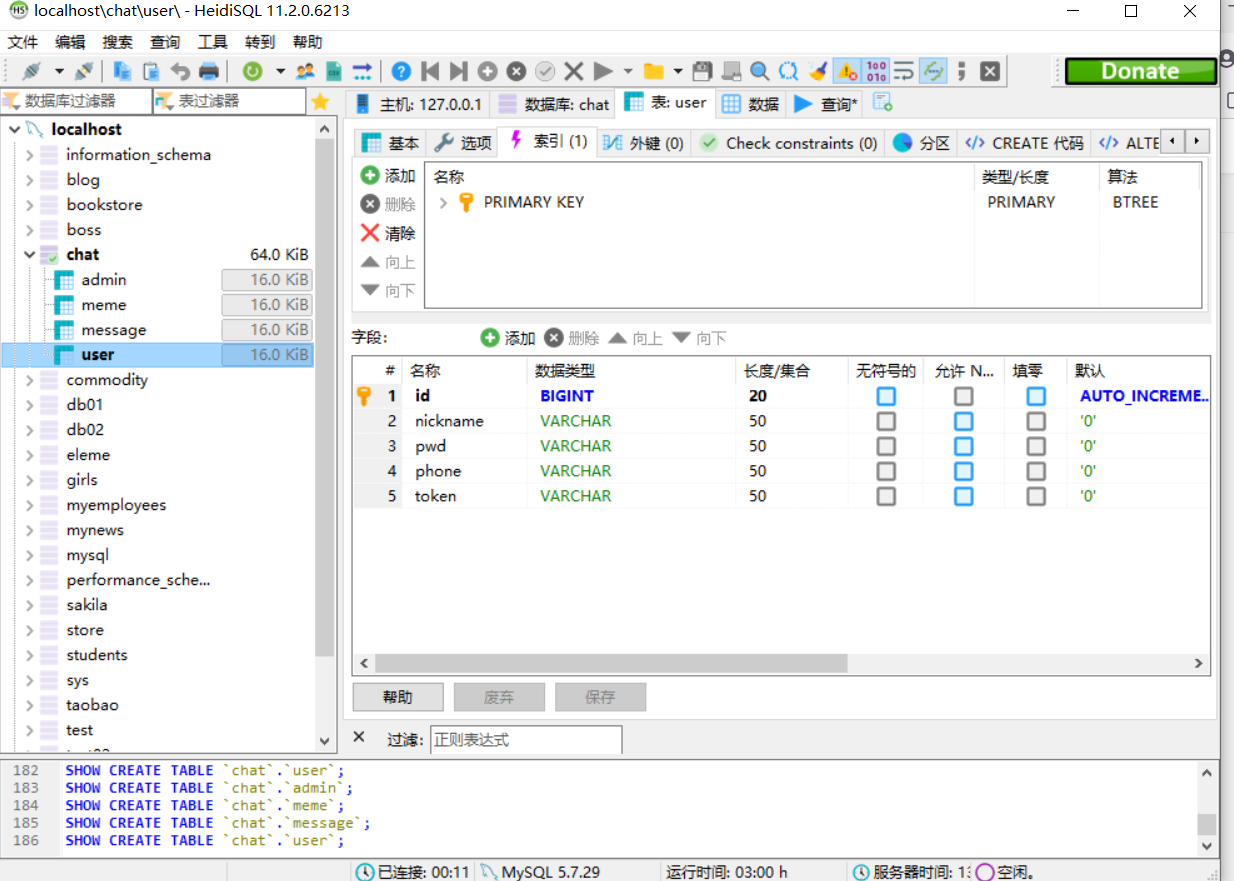 localhost\chat\user\ - HeidiSQL 11.2.0.6213
文件 编辑 搜索 查询 工具 转到 帮助
Donate
数据库过滤器 表过滤器
主机: 127.0.0.1 数据库: chat 表: user 数据 查询*
localhost
information_schema
blog
bookstore
boss
chat 64.0 KiB
admin 16.0 KiB
meme 16.0 KiB
message 16.0 KiB
user 16.0 KiB
commodity
db01
db02
eleme
girls
myemployees
mynews
mysql
performance_sche...
sakila
store
students
sys
taobao
test
基本 选项 索引 (1) 外键 (0) Check constraints (0) 分区 CREATE 代码 ALTE
添加
删除
清除
向上
向下
名称 类型/长度 算法
PRIMARY KEY PRIMARY BTREE
字段: 添加 删除 向上 向下
# 名称 数据类型 长度/集合 无符号的 允许 N... 填零 默认
1 id BIGINT 20 AUTO_INCREME...
2 nickname VARCHAR 50 '0'
3 pwd VARCHAR 50 '0'
4 phone VARCHAR 50 '0'
5 token VARCHAR 50 '0'
帮助 废弃 保存
过滤: 正则表达式
182 SHOW CREATE TABLE `chat`.`user`;
183 SHOW CREATE TABLE `chat`.`admin`;
184 SHOW CREATE TABLE `chat`.`meme`;
185 SHOW CREATE TABLE `chat`.`message`;
186 SHOW CREATE TABLE `chat`.`user`;
已连接: 00:11 MySQL 5.7.29 运行时间: 03:00 h 服务器时间: 空闲。